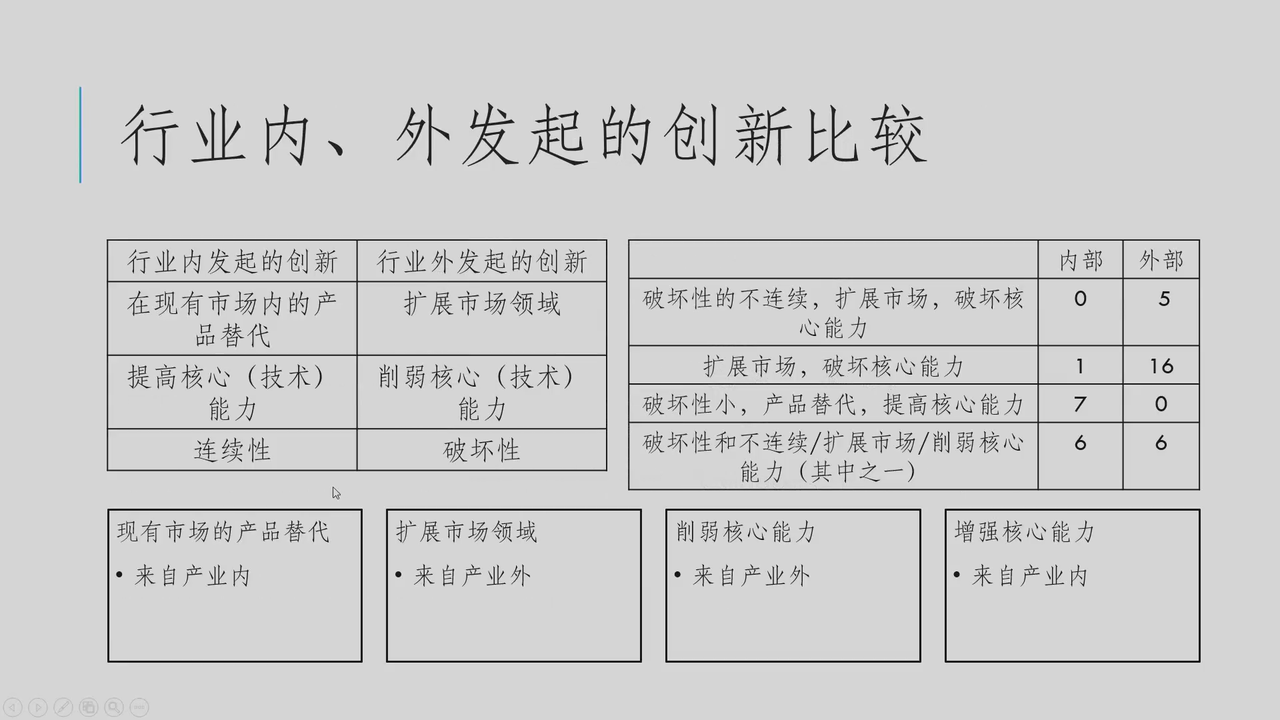 行业内、外发起的创新比较
行业内发起的创新 行业外发起的创新
在现有市场内的产 扩展市场领域
品替代
提高核心（技术） 削弱核心（技术）
能力 能力
连续性 破坏性
内部 外部
破坏性的不连续，扩展市场，破坏核 0 5
心能力
扩展市场，破坏核心能力 1 16
破坏性小，产品替代，提高核心能力 7 0
破坏性和不连续/扩展市场/削弱核心 6 6
能力（其中之一）
现有市场的产品替代
• 来自产业内
扩展市场领域
• 来自产业外
削弱核心能力
• 来自产业外
增强核心能力
• 来自产业内